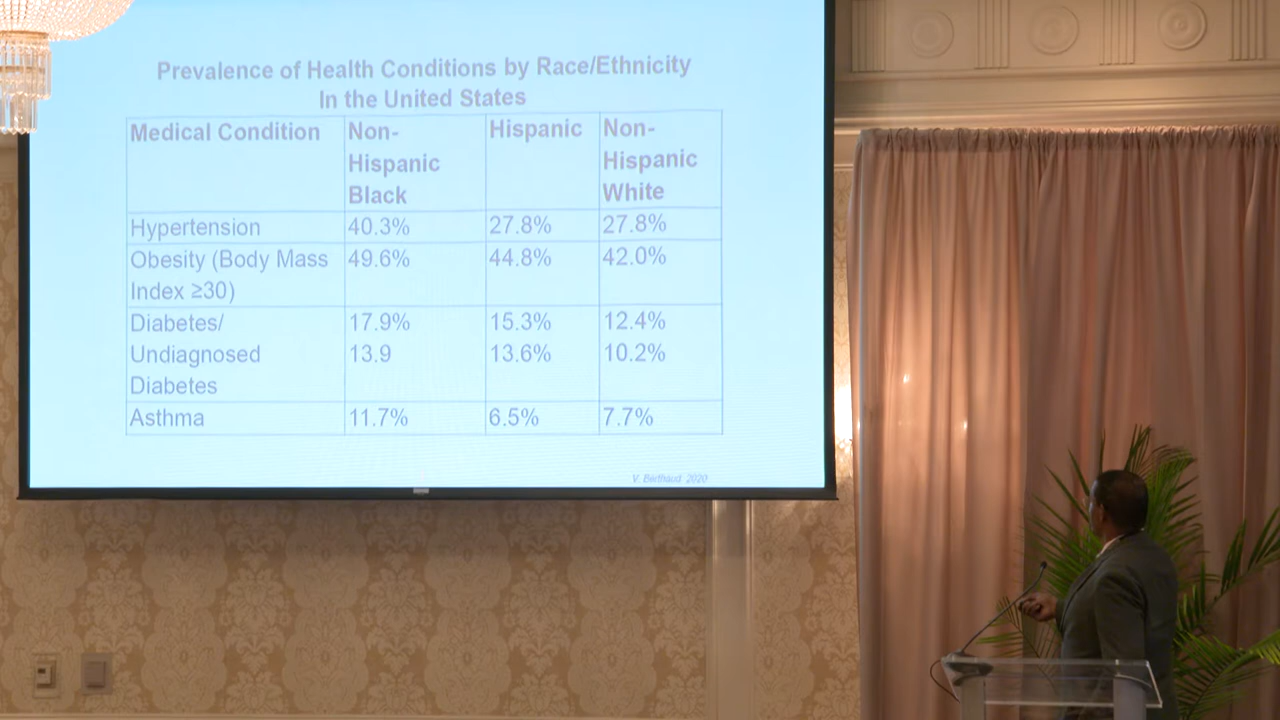 Prevalence of Health Conditions by Race/Ethnicity
In the United States
Medical Condition Non-Hispanic Black Hispanic Non-Hispanic White
Hypertension 40.3% 27.8% 27.8%
Obesity (Body Mass Index ≥30) 49.6% 44.8% 42.0%
Diabetes/ 17.9% 15.3% 12.4%
Undiagnosed Diabetes 13.9 13.6% 10.2%
Asthma 11.7% 6.5% 7.7%
V. Berthaud 2020